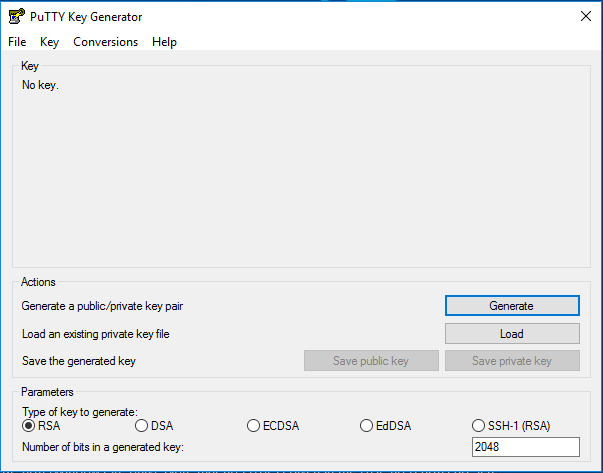 PuTTY Key Generator
File Key Conversions Help
Key
No key.
Actions
Generate a public/private key pair
Generate
Load an existing private key file
Load
Save the generated key
Save public key
Save private key
Parameters
Type of key to generate:
RSA DSA ECDSA EdDSA SSH-1 (RSA)
Number of bits in a generated key:
2048